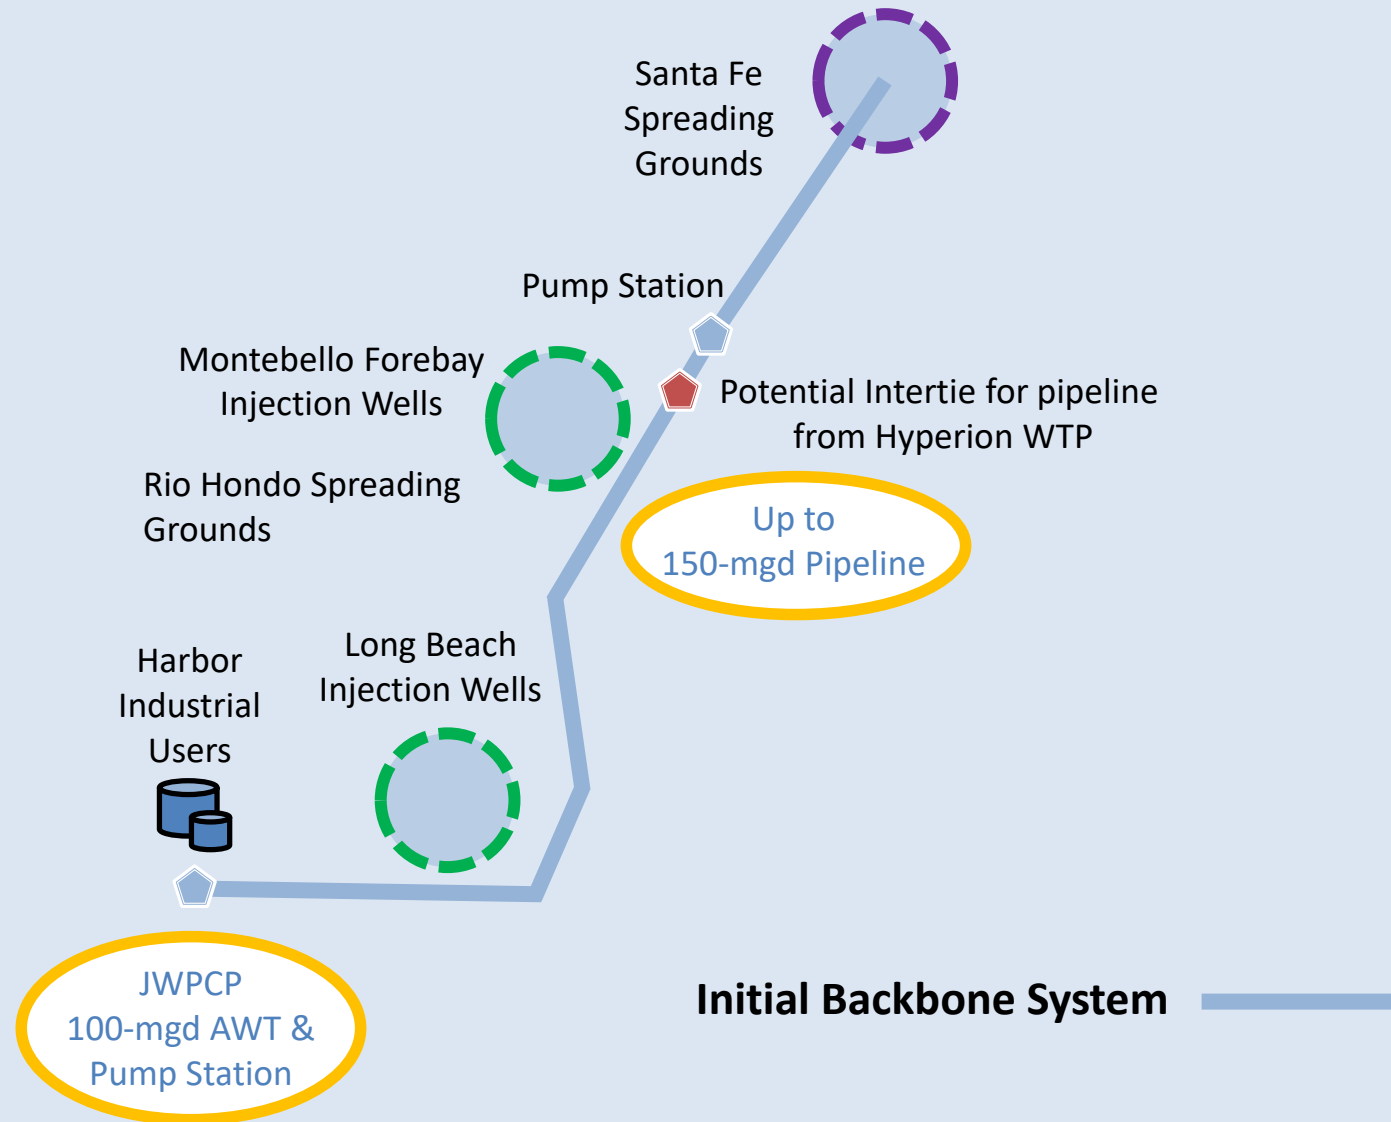 Santa Fe
Spreading
Grounds
Pump Station
Montebello Forebay
Injection Wells
Potential Intertie for pipeline
from Hyperion WTP
Rio Hondo Spreading
Grounds
Up to
150-mgd Pipeline
Long Beach
Injection Wells
Harbor
Industrial
Users
JWPCP
100-mgd AWT &
Pump Station
Initial Backbone System